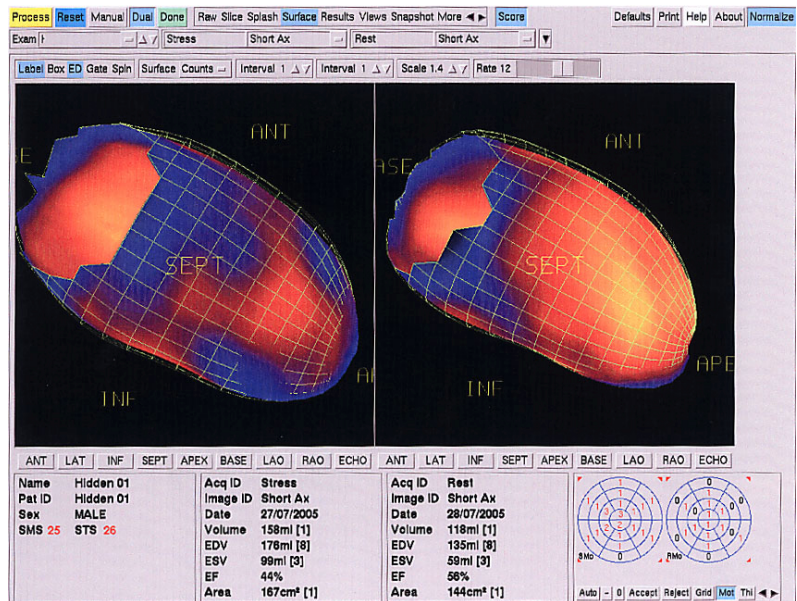 Process Reset Manual Dual Done Raw Slice Splash Surface Results Views Snapshot More Score Defaults Print Help About Normalize
Exam Stress Short Ax Rest Short Ax
Label Box ED Gate Spin Surface Counts Interval 1 Interval 1 Scale 1.4 Rate 12
ANT
SE
SEPT
INF
AP
ANT
ASE
SEPT
INF
APE
ANT LAT INF SEPT APEX BASE LAO RAO ECHO ANT LAT INF SEPT APEX BASE LAO RAO ECHO
Name Hidden 01
Pat ID Hidden 01
Sex MALE
SMS 25 STS 26
Acq ID Stress
Image ID Short Ax
Date 27/07/2005
Volume 158ml [1]
EDV 176ml [8]
ESV 99ml [3]
EF 44%
Area 167cm² [1]
Acq ID Rest
Image ID Short Ax
Date 28/07/2005
Volume 118ml [1]
EDV 135ml [8]
ESV 59ml [3]
EF 56%
Area 144cm² [1]
SMo
RMo
Auto - 0 Accept Reject Grid Mot Thi